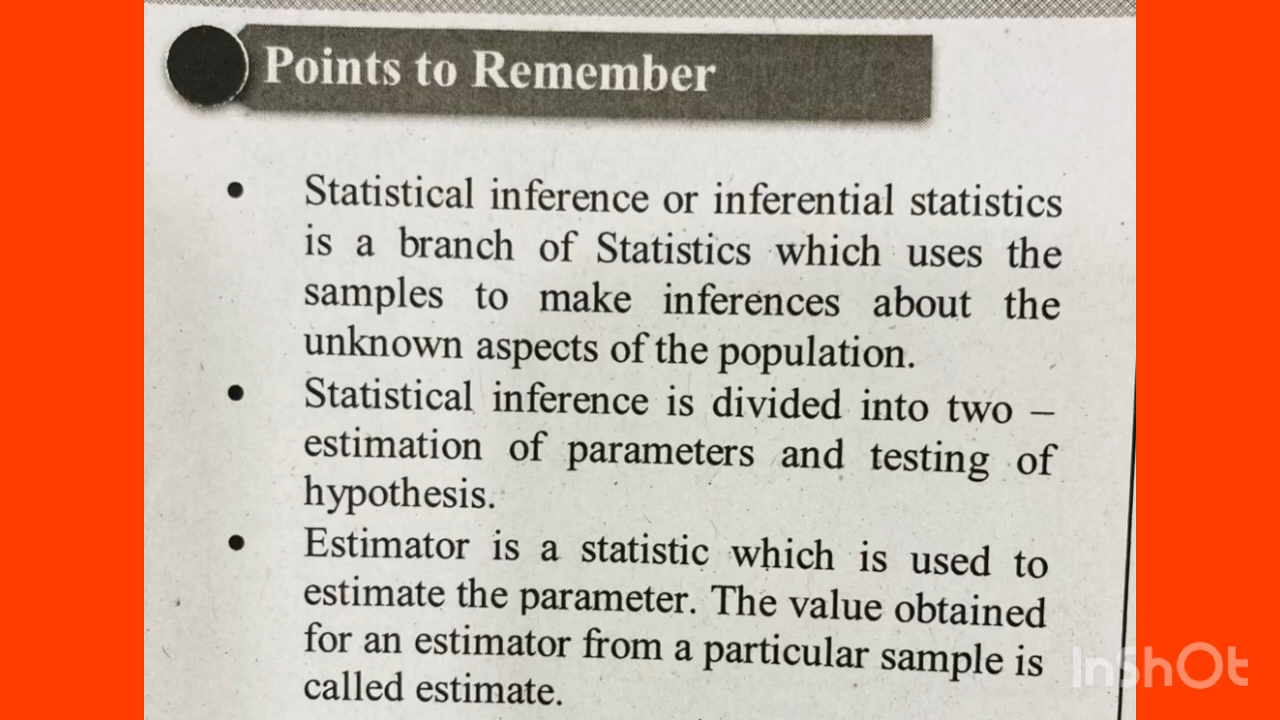 Points to Remember
• Statistical inference or inferential statistics
is a branch of Statistics which uses the
samples to make inferences about the
unknown aspects of the population.
• Statistical inference is divided into two –
estimation of parameters and testing of
hypothesis.
• Estimator is a statistic which is used to
estimate the parameter. The value obtained
for an estimator from a particular sample is
called estimate.
InShOt